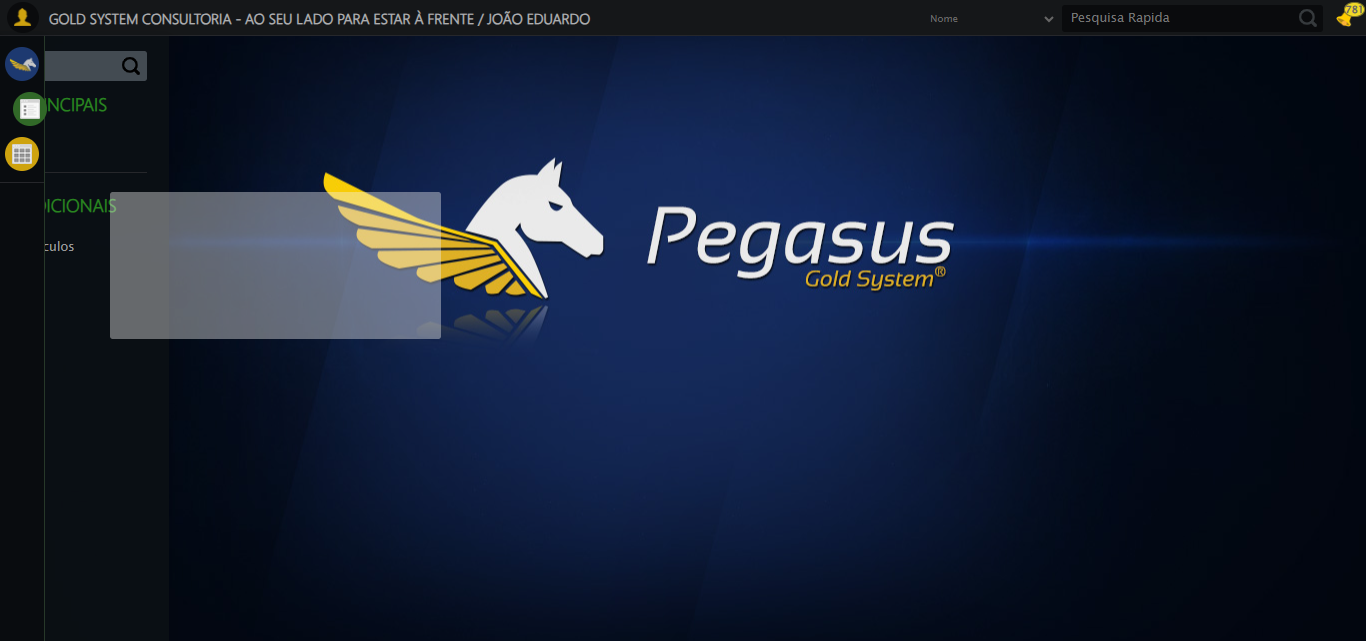 GOLD SYSTEM CONSULTORIA - AO SEU LADO PARA ESTAR À FRENTE / JOÃO EDUARDO
Nome
Pesquisa Rapida
781
INCIPAIS
DICIONAIS
culos
Pegasus
Gold System®